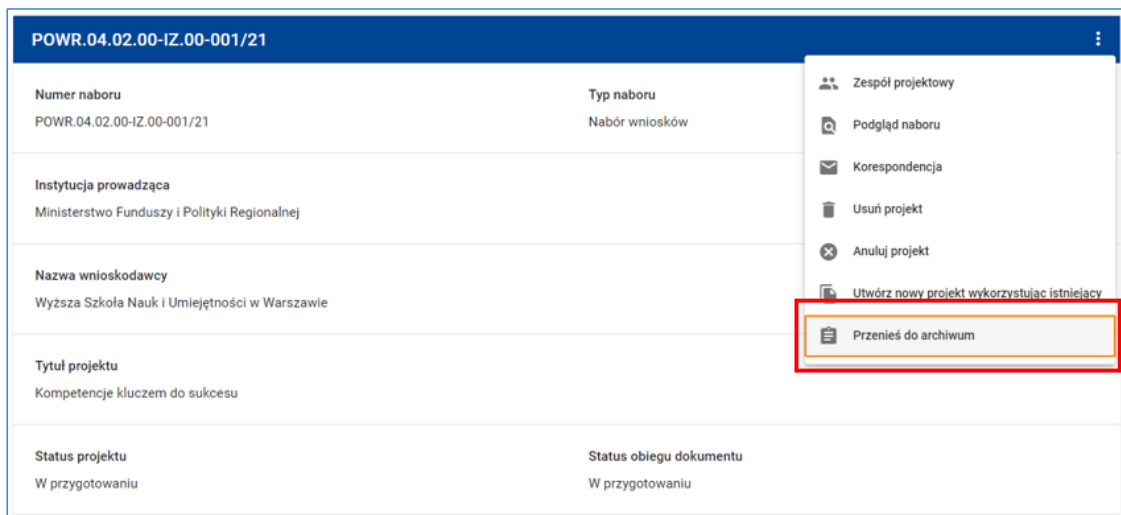 POWR.04.02.00-IZ.00-001/21
Numer naboru
POWR.04.02.00-IZ.00-001/21
Typ naboru
Nabór wniosków
Instytucja prowadząca
Ministerstwo Funduszy i Polityki Regionalnej
Nazwa wnioskodawcy
Wyższa Szkoła Nauk i Umiejętności w Warszawie
Tytuł projektu
Kompetencje kluczem do sukcesu
Status projektu
W przygotowaniu
Status obiegu dokumentu
W przygotowaniu
Zespół projektowy
Podgląd naboru
Korespondencja
Usuń projekt
Anuluj projekt
Utwórz nowy projekt wykorzystując istniejący
Przenieś do archiwum